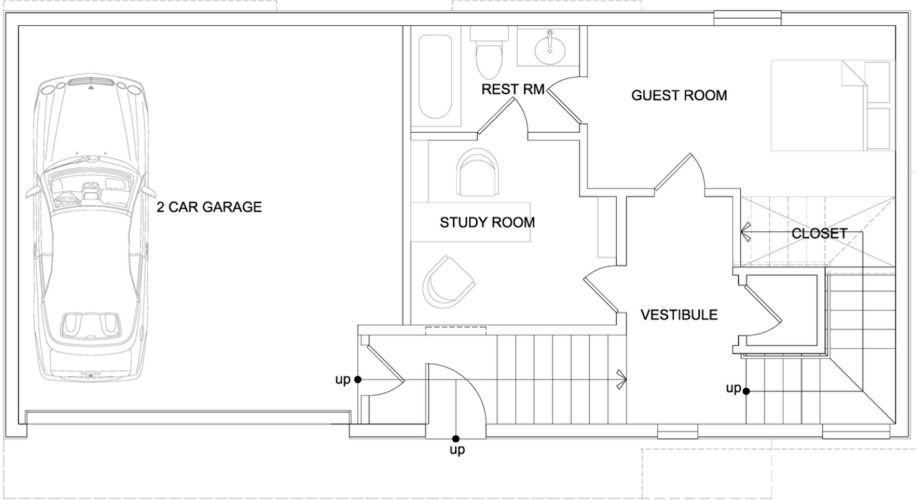 REST RM
GUEST ROOM
2 CAR GARAGE
STUDY ROOM
CLOSET
VESTIBULE
up
up
up